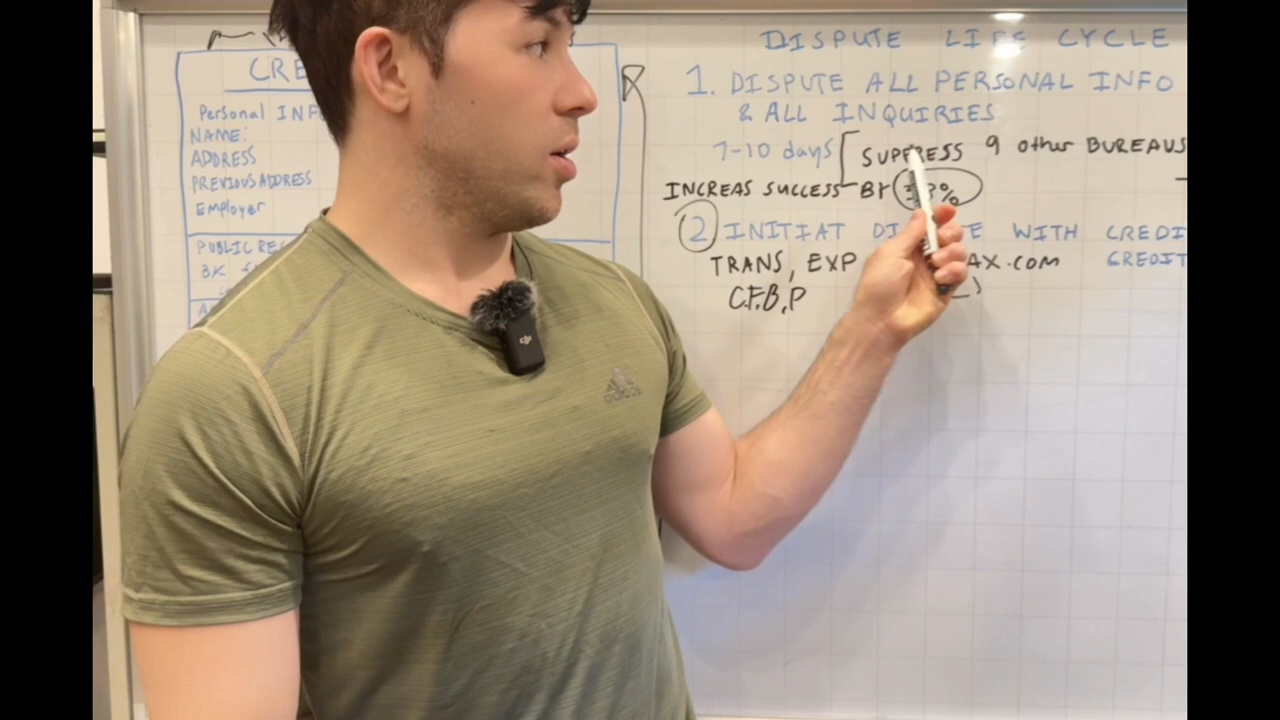 CRE
Personal INF
NAME:
ADDRESS
PREVIOUS ADDRESS
Employer
PUBLIC REC
BK
DISPUTE LIFE CYCLE
1. DISPUTE ALL PERSONAL INFO
& ALL INQUIRIES
7-10 days SUPPRESS 9 other BUREAUS
INCREAS SUCCESS BY %
2 INITIAT WITH CREDI
TRANS, EXP AX.COM CREDIT
C.F.B.P
adidas
dji